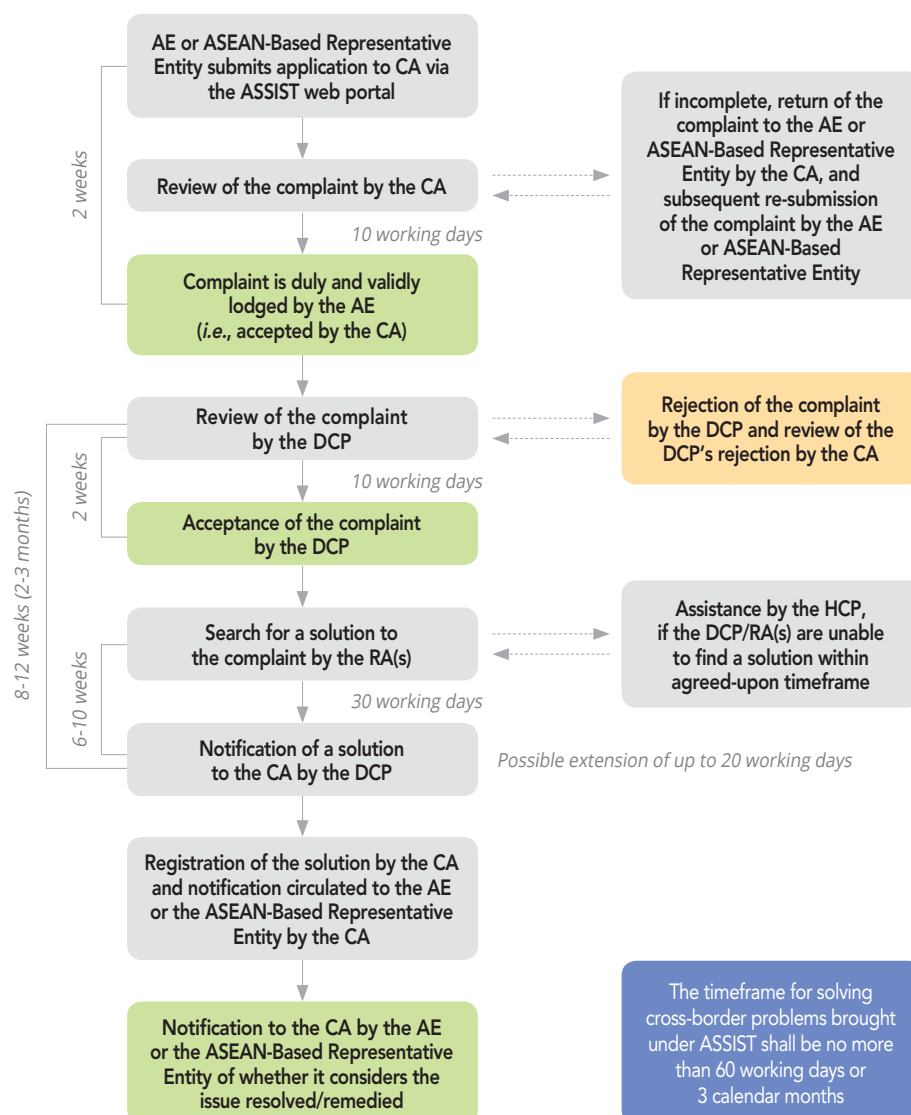 AE or ASEAN-Based Representative
Entity submits application to CA via
the ASSIST web portal
2 weeks
Review of the complaint by the CA
If incomplete, return of the
complaint to the AE or
ASEAN-Based Representative
Entity by the CA, and
subsequent re-submission
of the complaint by the AE
or ASEAN-Based
Representative Entity
10 working days
Complaint is duly and validly
lodged by the AE
(i.e., accepted by the CA)
Review of the complaint
by the DCP
Rejection of the complaint
by the DCP and review of the
DCP's rejection by the CA
8-12 weeks (2-3 months)
2 weeks
10 working days
Acceptance of the complaint
by the DCP
Search for a solution to
the complaint by the RA(s)
Assistance by the HCP,
if the DCP/RA(s) are unable
to find a solution within
agreed-upon timeframe
6-10 weeks
30 working days
Notification of a solution
to the CA by the DCP
Possible extension of up to 20 working days
Registration of the solution by the CA
and notification circulated to the AE
or the ASEAN-Based Representative
Entity by the CA
Notification to the CA by the AE
or the ASEAN-Based Representative
Entity of whether it considers the
issue resolved/remedied
The timeframe for solving
cross-border problems brought
under ASSIST shall be no more
than 60 working days or
3 calendar months